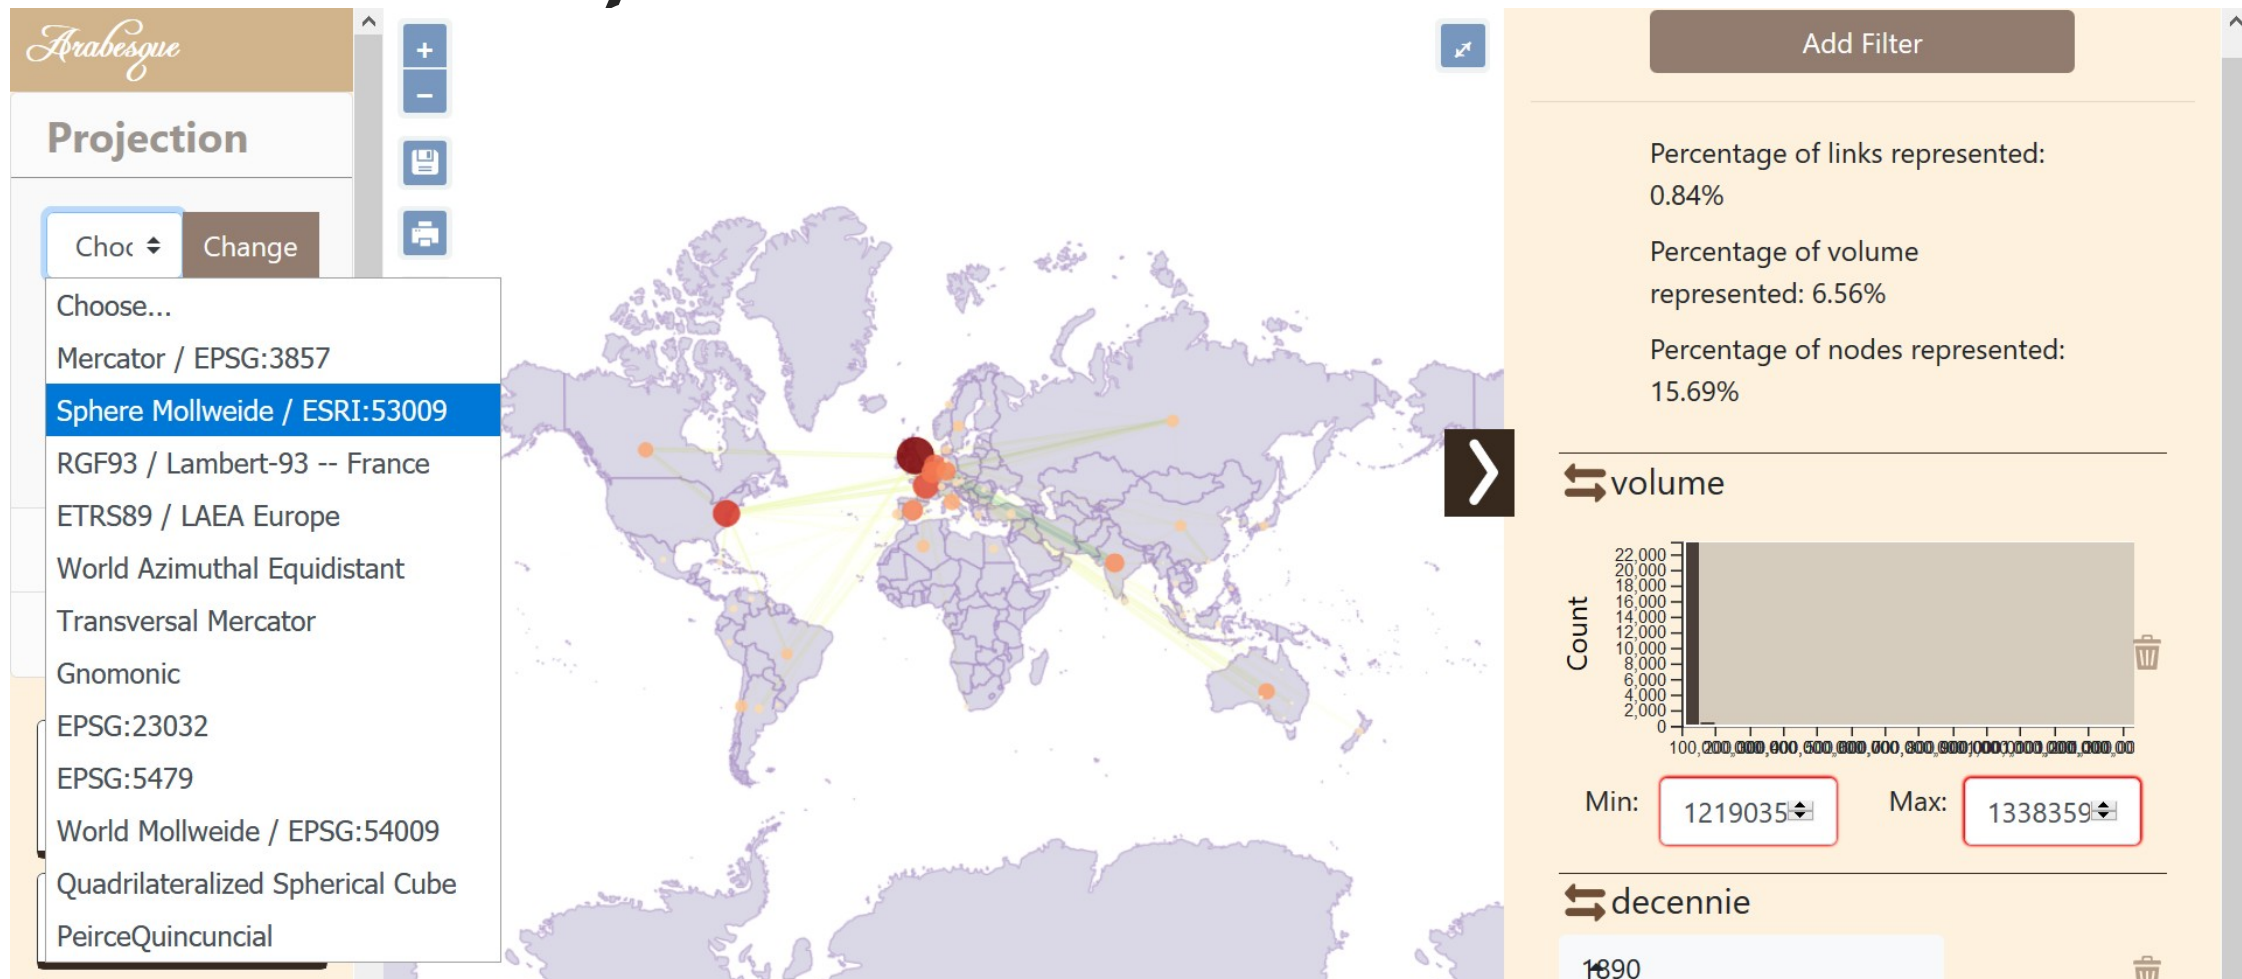 Arabesque
Projection
Change
Choose...
Mercator / EPSG:3857
Sphere Mollweide / ESRI:53009
RGF93 / Lambert-93 -- France
ETRS89 / LAEA Europe
World Azimuthal Equidistant
Transversal Mercator
Gnomonic
EPSG:23032
EPSG:5479
World Mollweide / EPSG:54009
Quadrilateralized Spherical Cube
PeirceQuincuncial
+
−
Add Filter
Percentage of links represented:
0.84%
Percentage of volume
represented: 6.56%
Percentage of nodes represented:
15.69%
volume
Count
22,000
20,000
18,000
16,000
14,000
12,000
10,000
8,000
6,000
4,000
2,000
0
Min: 1219035 Max: 1338359
decennie
1890